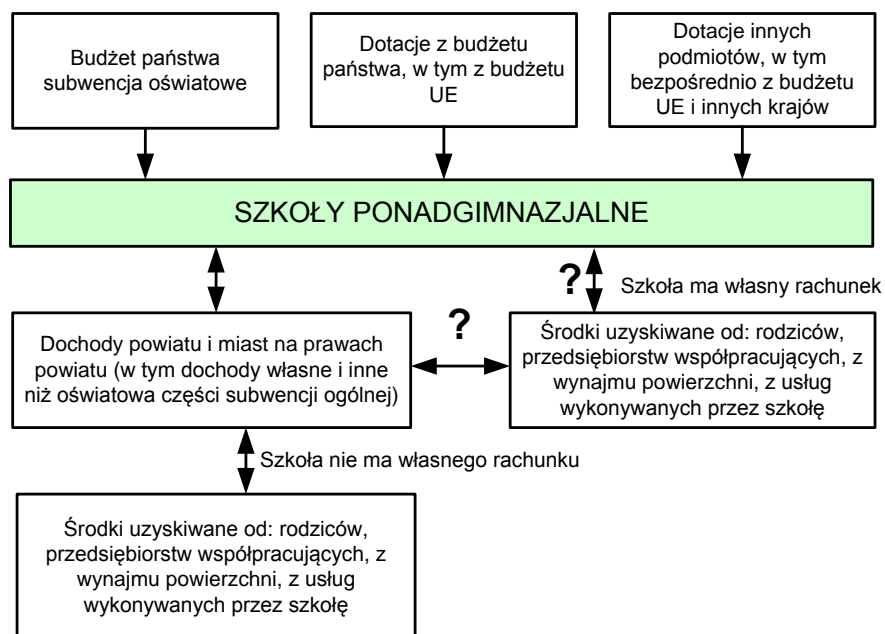 Budżet państwa
subwencja oświatowe
Dotacje z budżetu
państwa, w tym z budżetu
UE
Dotacje innych
podmiotów, w tym
bezpośrednio z budżetu
UE i innych krajów
SZKOŁY PONADGIMNAZJALNE
?
Szkoła ma własny rachunek
?
Dochody powiatu i miast na prawach
powiatu (w tym dochody własne i inne
niż oświatowa części subwencji ogólnej)
Środki uzyskiwane od: rodziców,
przedsiębiorstw współpracujących, z
wynajmu powierzchni, z usług
wykonywanych przez szkołę
Szkoła nie ma własnego rachunku
Środki uzyskiwane od: rodziców,
przedsiębiorstw współpracujących, z
wynajmu powierzchni, z usług
wykonywanych przez szkołę